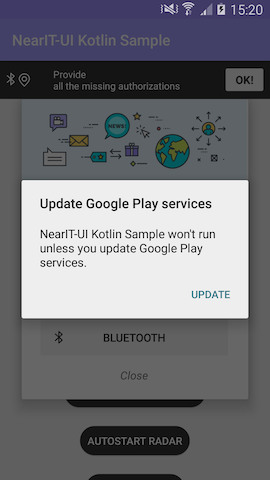 15:20
NearIT-UI Kotlin Sample
Provide
all the missing authorizations
OK!
NEWS
Update Google Play services
NearIT-UI Kotlin Sample won't run
unless you update Google Play
services.
UPDATE
BLUETOOTH
Close
AUTOSTART RADAR